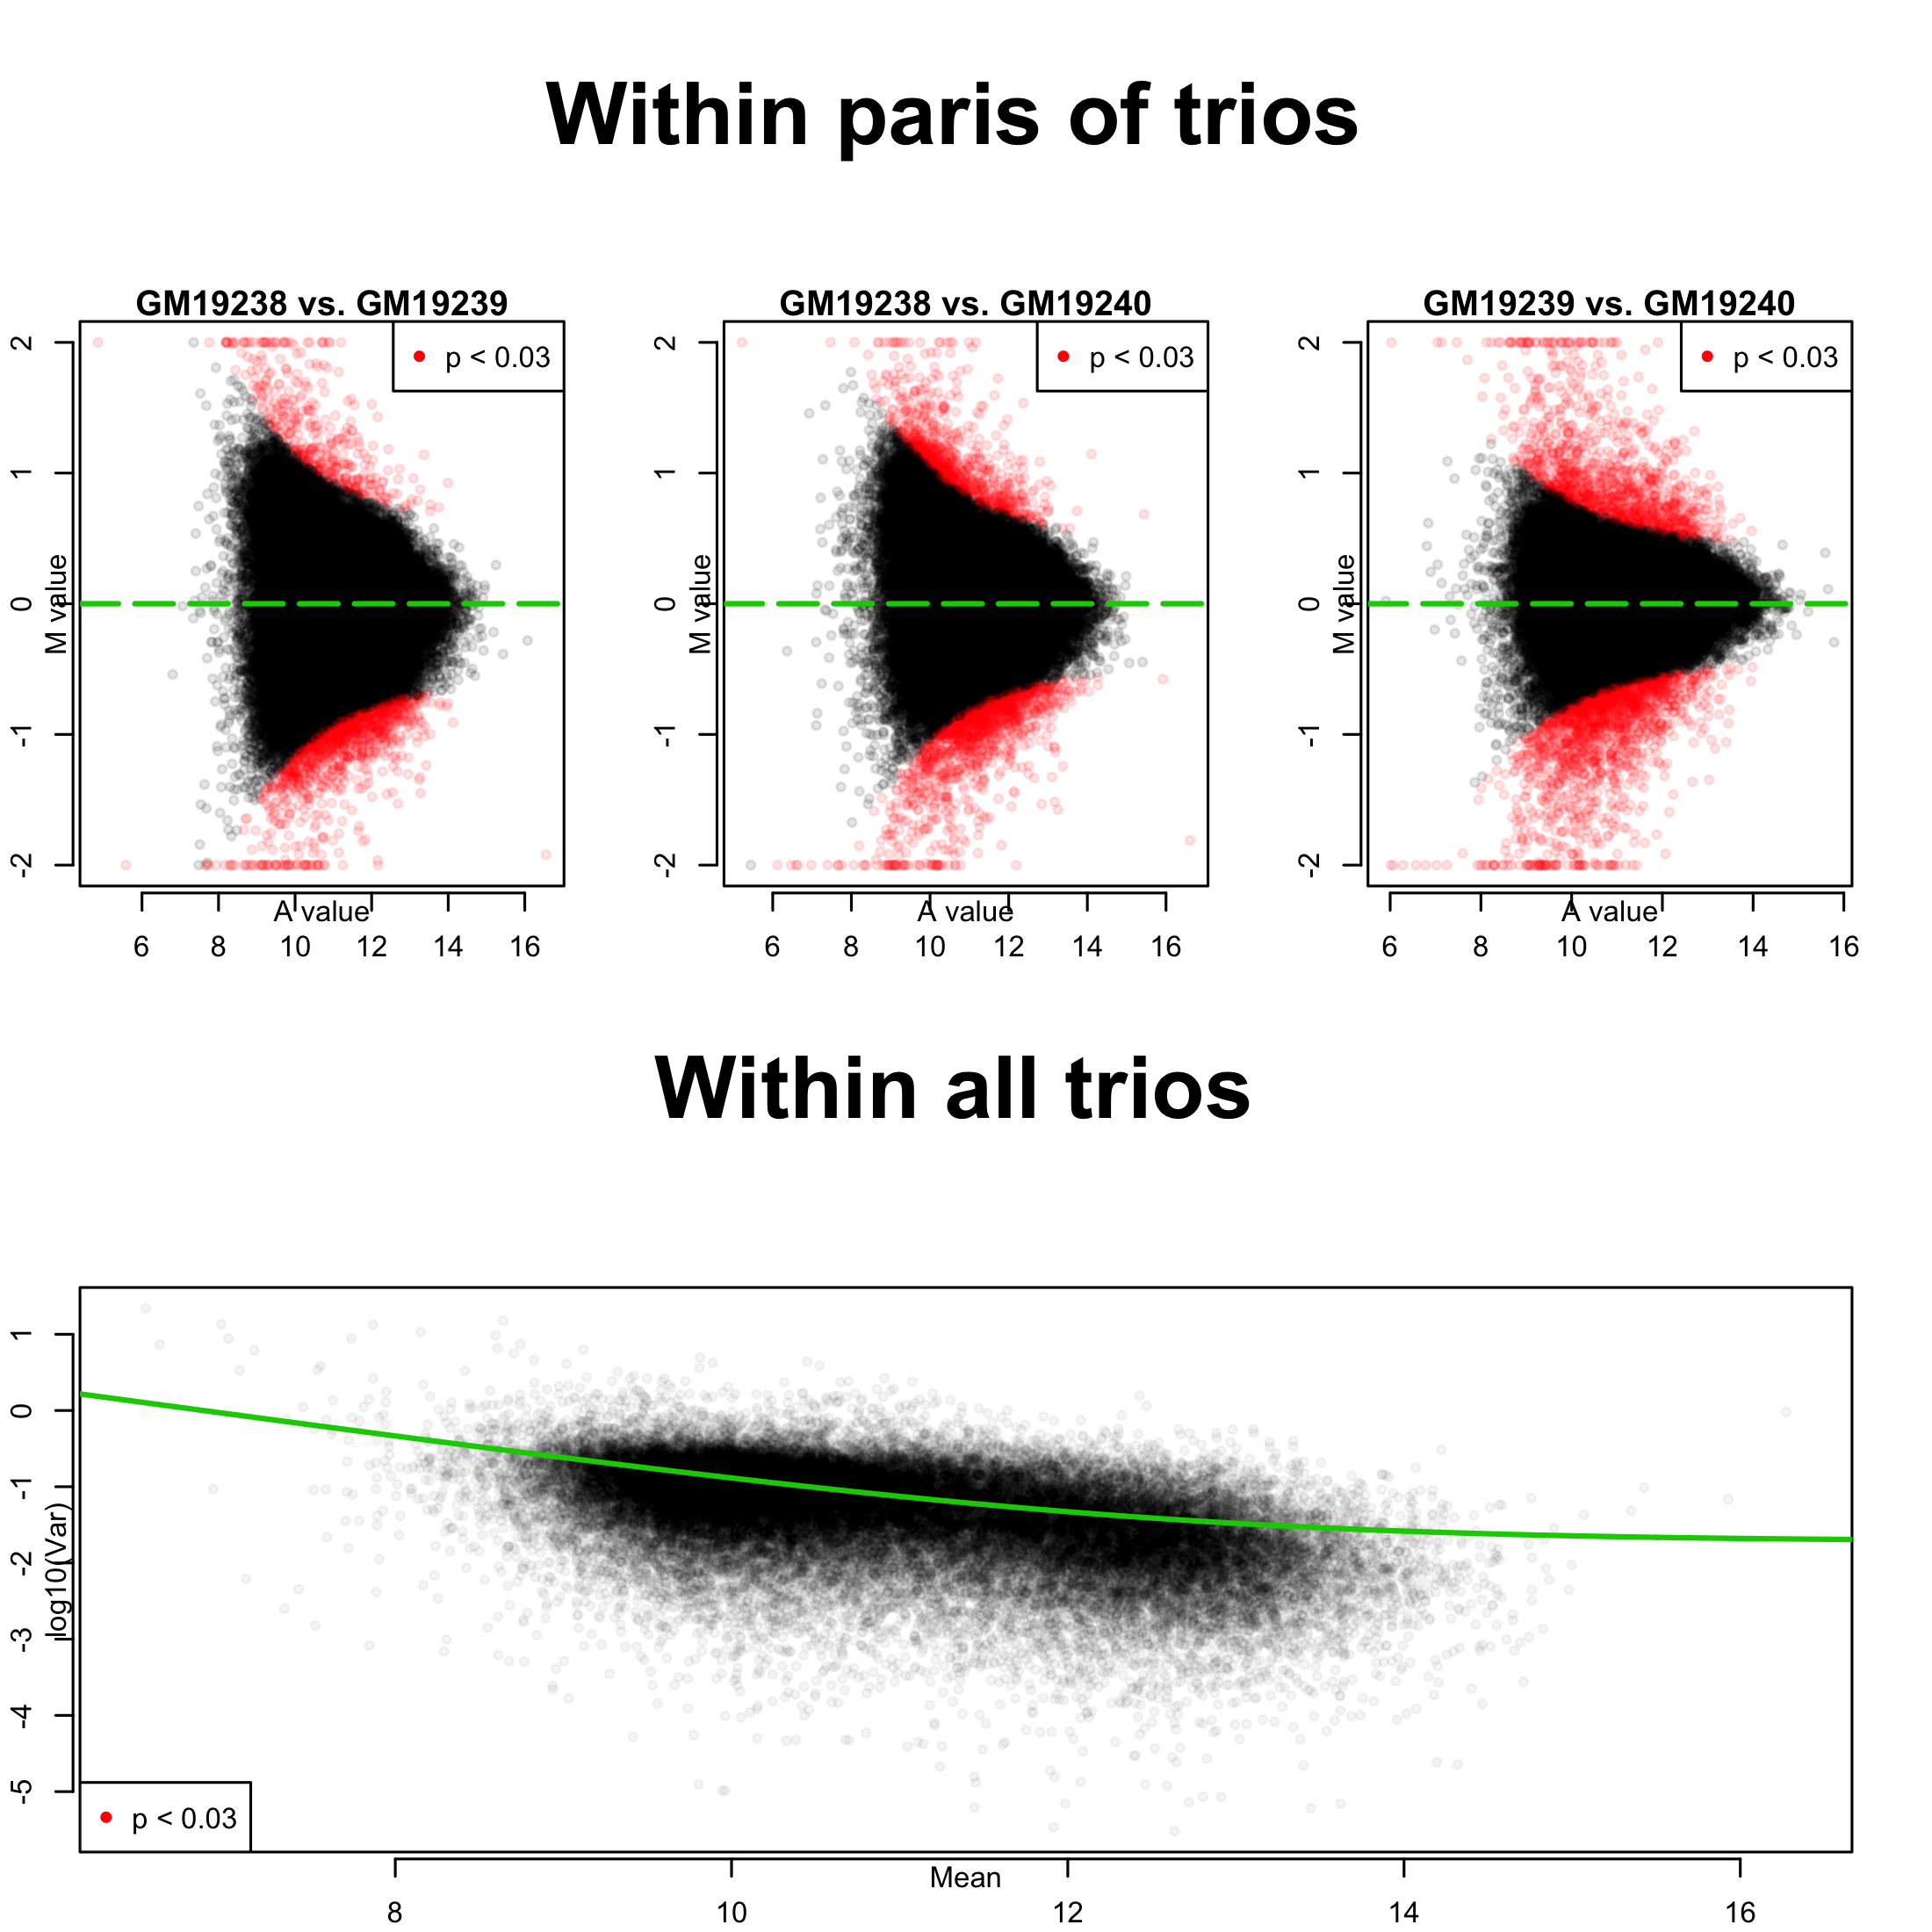 Within paris of trios
GM19238 vs. GM19239
GM19238 vs. GM19240
GM19239 vs. GM19240
p < 0.03
p < 0.03
p < 0.03
M value
2
1
0
-1
-2
M value
2
1
0
-1
-2
M value
2
1
0
-1
-2
A value
A value
A value
6 8 10 12 14 16
6 8 10 12 14 16
6 8 10 12 14 16
Within all trios
log10(Var)
1
0
-1
-2
-3
-4
-5
p < 0.03
Mean
8 10 12 14 16